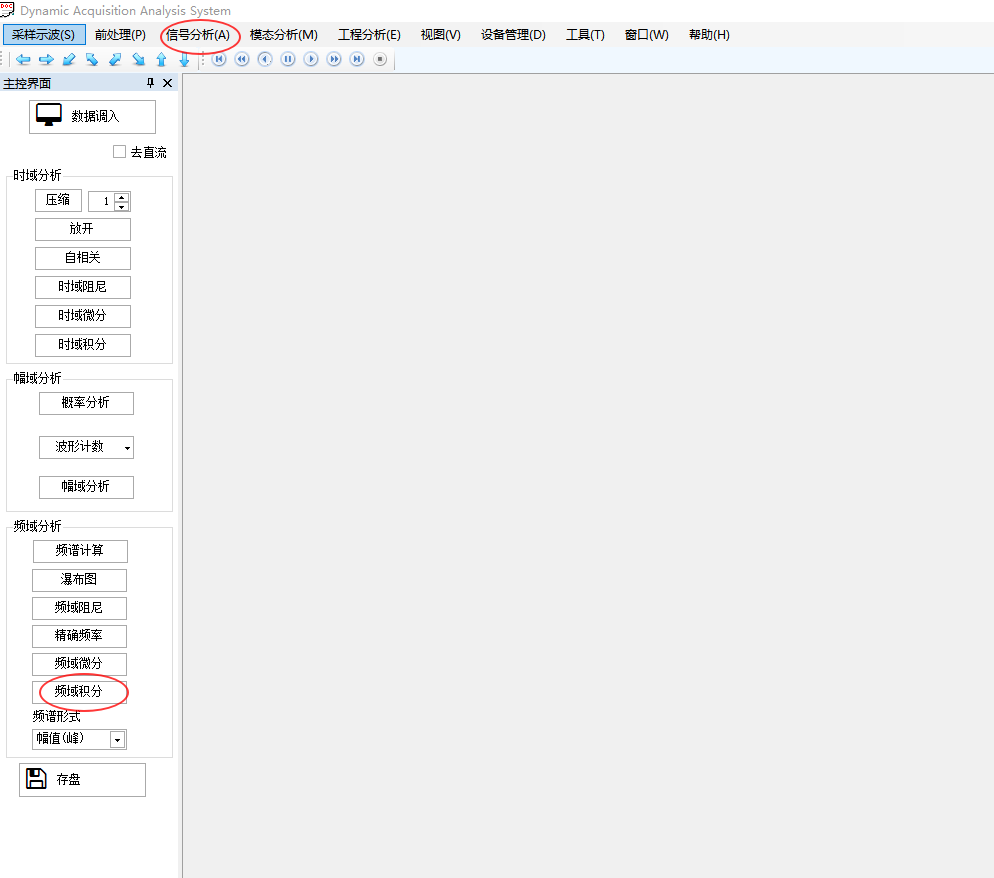 DOC
Dynamic Acquisition Analysis System
采样示波(S) 前处理(P) 信号分析(A) 模态分析(M) 工程分析(E) 视图(V) 设备管理(D) 工具(T) 窗口(W) 帮助(H)
主控界面
数据调入
去直流
时域分析
压缩 1
放开
自相关
时域阻尼
时域微分
时域积分
幅域分析
概率分析
波形计数
幅域分析
频域分析
频谱计算
瀑布图
频域阻尼
精确频率
频域微分
频域积分
频谱形式
幅值(峰)
存盘